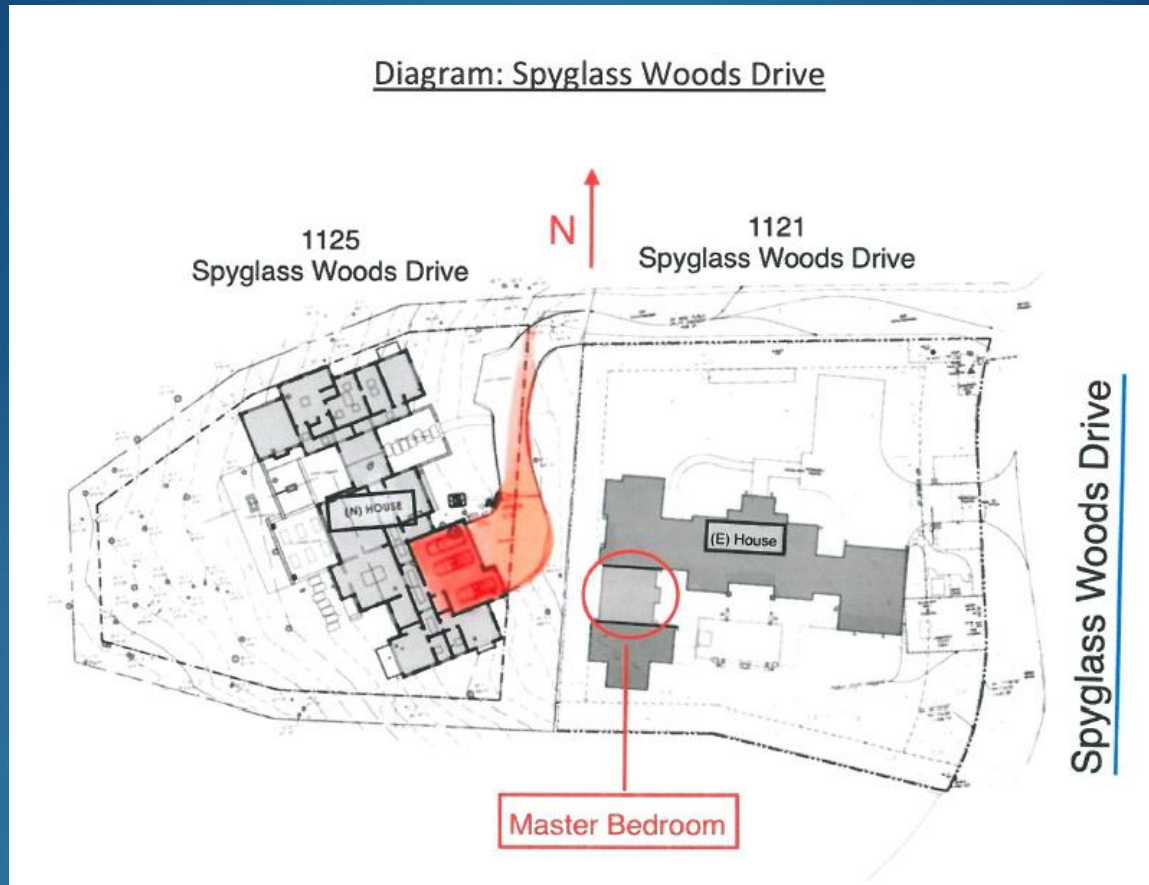 Diagram: Spyglass Woods Drive
N
1125
Spyglass Woods Drive
1121
Spyglass Woods Drive
(N) HOUSE
(E) House
Spyglass Woods Drive
Master Bedroom